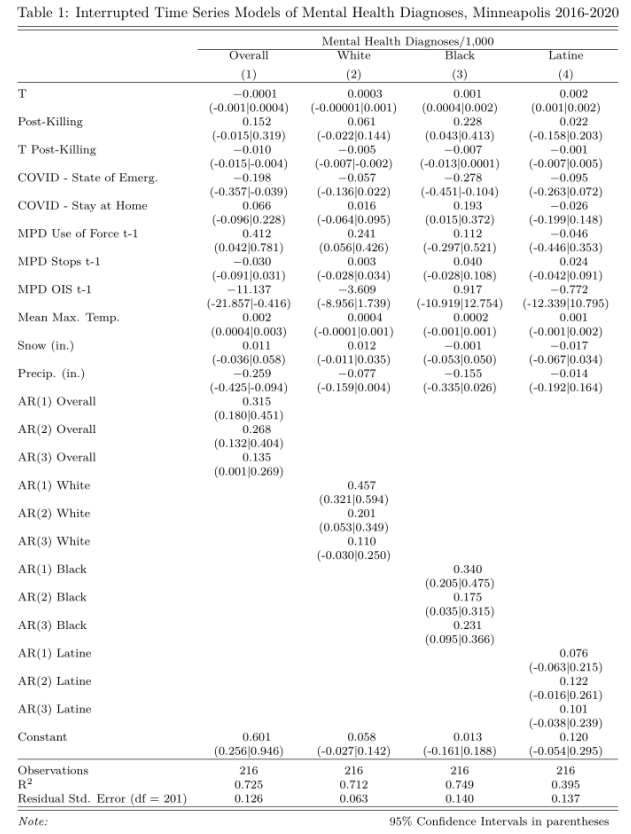 Table 1: Interrupted Time Series Models of Mental Health Diagnoses, Minneapolis 2016-2020
Mental Health Diagnoses/1,000
Overall White Black Latine
(1) (2) (3) (4)
T −0.0001 0.0003 0.001 0.002
(-0.001|0.0004) (-0.00001|0.001) (0.0004|0.002) (0.001|0.002)
Post-Killing 0.152 0.061 0.228 0.022
(-0.015|0.319) (-0.022|0.144) (0.043|0.413) (-0.158|0.203)
T Post-Killing −0.010 −0.005 −0.007 −0.001
(-0.015|-0.004) (-0.007|-0.002) (-0.013|0.0001) (-0.007|0.005)
COVID - State of Emerg. −0.198 −0.057 −0.278 −0.095
(-0.357|-0.039) (-0.136|0.022) (-0.451|-0.104) (-0.263|0.072)
COVID - Stay at Home 0.066 0.016 0.193 −0.026
(-0.096|0.228) (-0.064|0.095) (0.015|0.372) (-0.199|0.148)
MPD Use of Force t-1 0.412 0.241 0.112 −0.046
(0.042|0.781) (0.056|0.426) (-0.297|0.521) (-0.446|0.353)
MPD Stops t-1 −0.030 0.003 0.040 0.024
(-0.091|0.031) (-0.028|0.034) (-0.028|0.108) (-0.042|0.091)
MPD OIS t-1 −11.137 −3.609 0.917 −0.772
(-21.857|-0.416) (-8.956|1.739) (-10.919|12.754) (-12.339|10.795)
Mean Max. Temp. 0.002 0.0004 0.0002 0.001
(0.0004|0.003) (-0.0001|0.001) (-0.001|0.001) (-0.001|0.002)
Snow (in.) 0.011 0.012 −0.001 −0.017
(-0.036|0.058) (-0.011|0.035) (-0.053|0.050) (-0.067|0.034)
Precip. (in.) −0.259 −0.077 −0.155 −0.014
(-0.425|-0.094) (-0.159|0.004) (-0.335|0.026) (-0.192|0.164)
AR(1) Overall 0.315
(0.180|0.451)
AR(2) Overall 0.268
(0.132|0.404)
AR(3) Overall 0.135
(0.001|0.269)
AR(1) White 0.457
(0.321|0.594)
AR(2) White 0.201
(0.053|0.349)
AR(3) White 0.110
(-0.030|0.250)
AR(1) Black 0.340
(0.205|0.475)
AR(2) Black 0.175
(0.035|0.315)
AR(3) Black 0.231
(0.095|0.366)
AR(1) Latine 0.076
(-0.063|0.215)
AR(2) Latine 0.122
(-0.016|0.261)
AR(3) Latine 0.101
(-0.038|0.239)
Constant 0.601 0.058 0.013 0.120
(0.256|0.946) (-0.027|0.142) (-0.161|0.188) (-0.054|0.295)
Observations 216 216 216 216
R² 0.725 0.712 0.749 0.395
Residual Std. Error (df = 201) 0.126 0.063 0.140 0.137
Note: 95% Confidence Intervals in parentheses